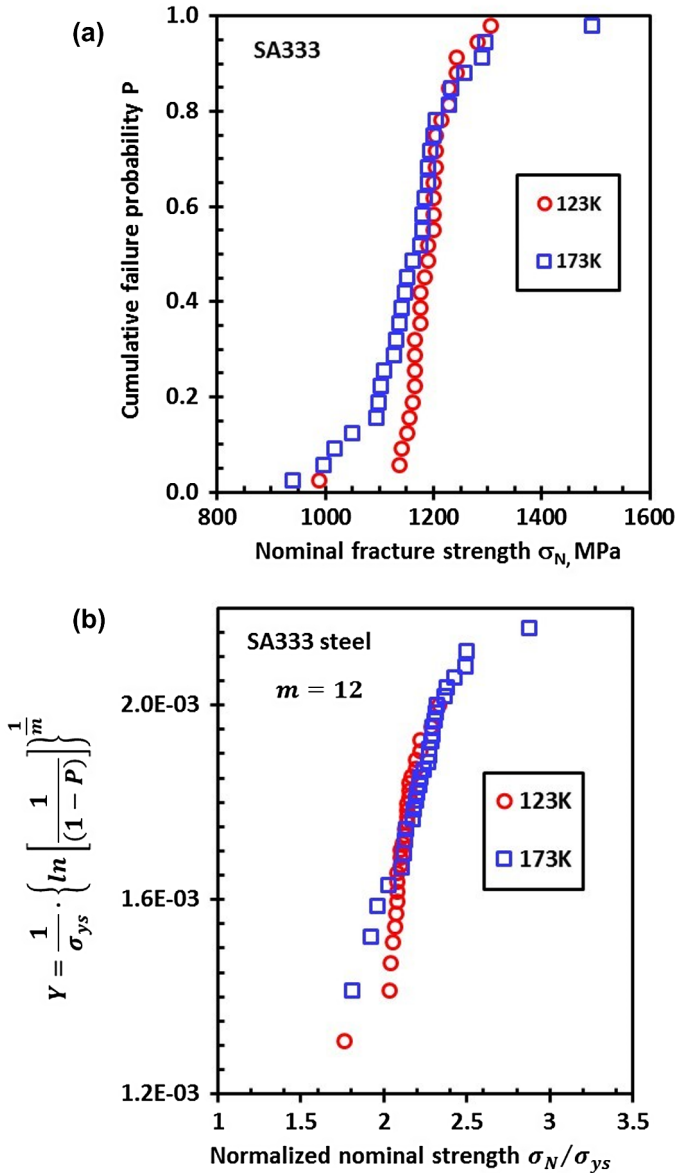 (a)
SA333
Cumulative failure probability P
1.0
0.8
0.6
0.4
0.2
0.0
123K
173K
800
1000
1200
1400
1600
Nominal fracture strength σN, MPa
(b)
SA333 steel
m = 12
Y = 1/σys · {ln [1/(1 − P)]}^1/m
2.0E-03
1.6E-03
1.2E-03
123K
173K
1
1.5
2
2.5
3
3.5
Normalized nominal strength σN/σys